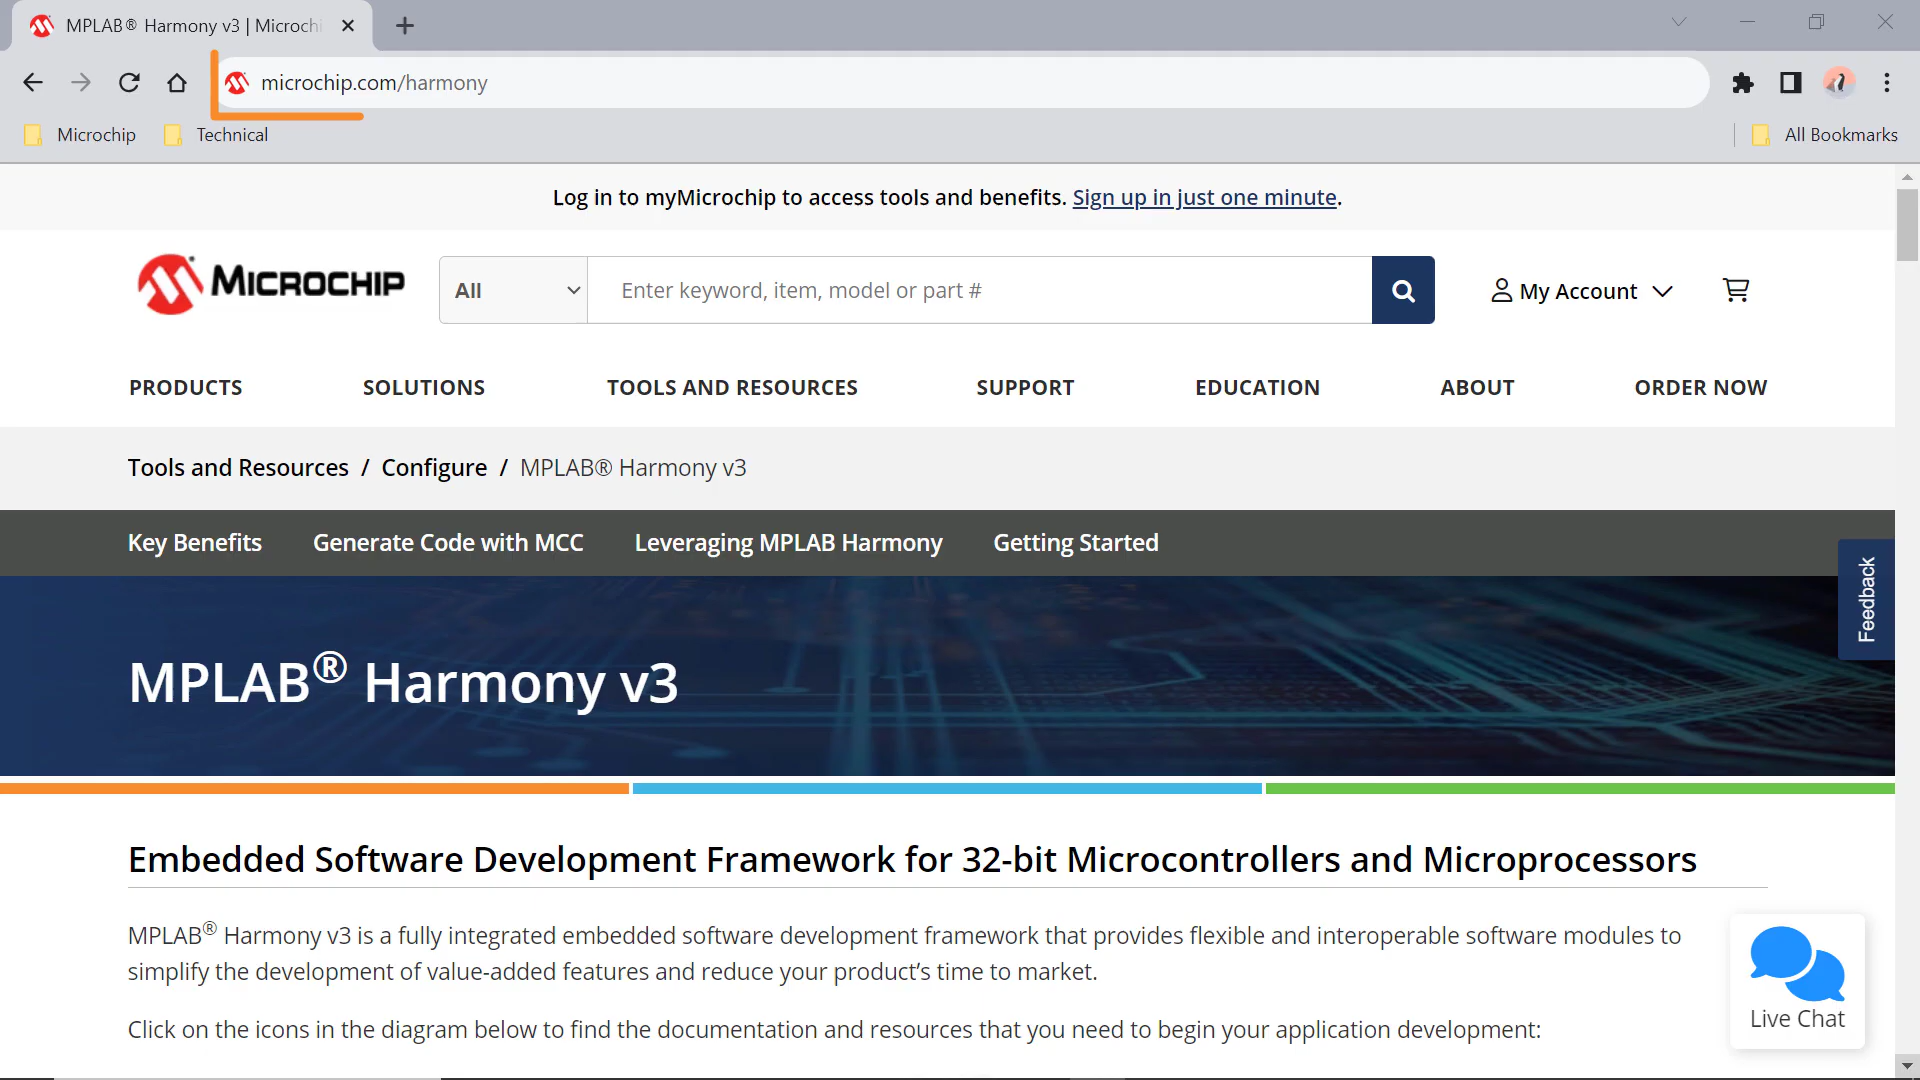 MPLAB® Harmony v3 | Microchi
microchip.com/harmony
Microchip
Technical
All Bookmarks
Log in to myMicrochip to access tools and benefits. Sign up in just one minute.
MICROCHIP
All
Enter keyword, item, model or part #
My Account
PRODUCTS
SOLUTIONS
TOOLS AND RESOURCES
SUPPORT
EDUCATION
ABOUT
ORDER NOW
Tools and Resources / Configure / MPLAB® Harmony v3
Key Benefits
Generate Code with MCC
Leveraging MPLAB Harmony
Getting Started
Feedback
MPLAB® Harmony v3
Embedded Software Development Framework for 32-bit Microcontrollers and Microprocessors
MPLAB® Harmony v3 is a fully integrated embedded software development framework that provides flexible and interoperable software modules to
simplify the development of value-added features and reduce your product’s time to market.
Click on the icons in the diagram below to find the documentation and resources that you need to begin your application development:
Live Chat